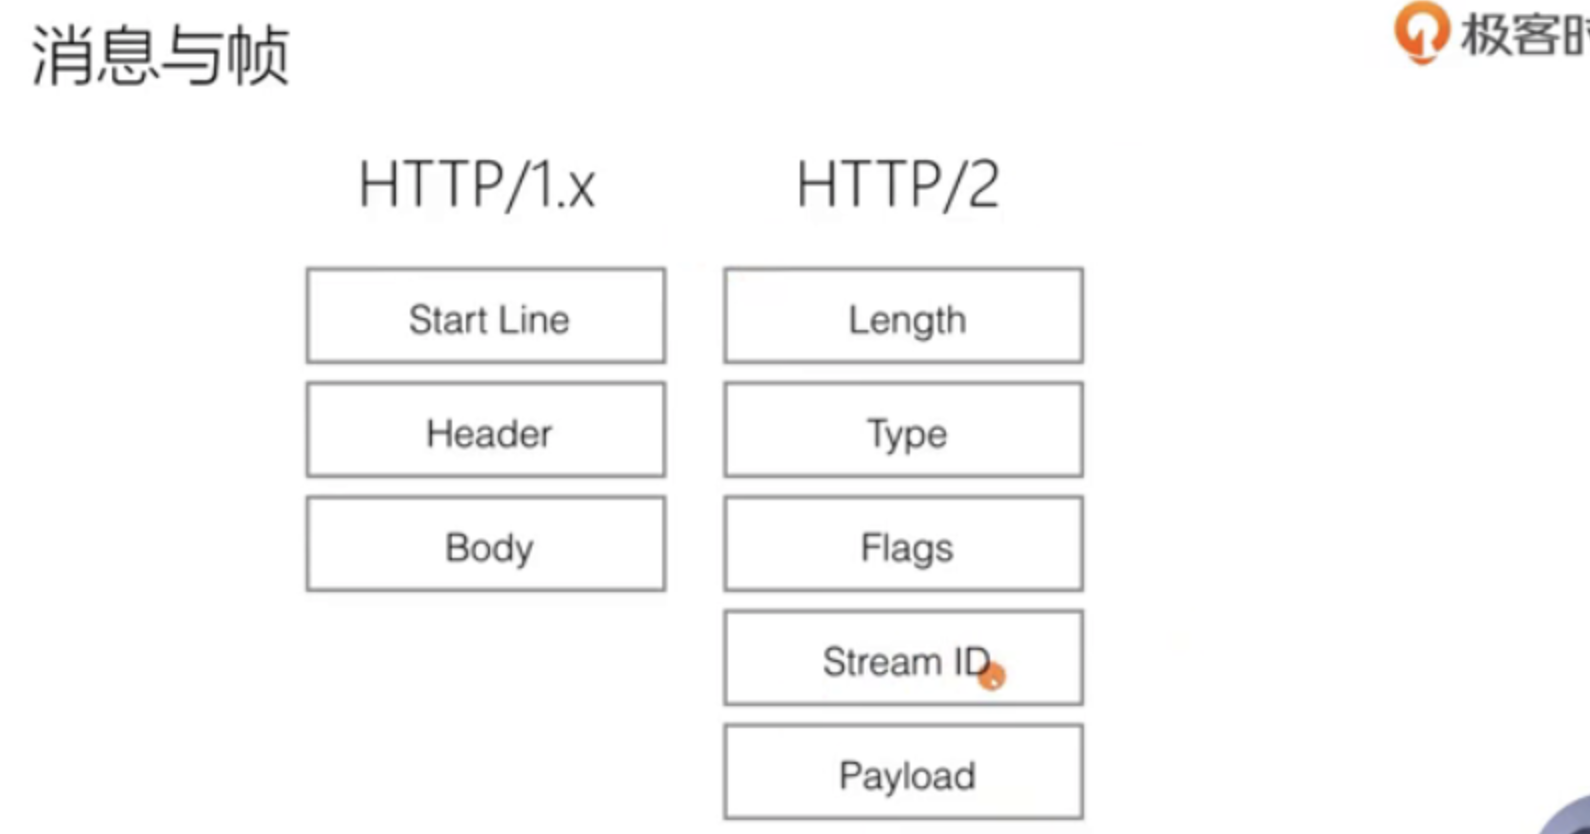 消息与帧
极客时
HTTP/1.x
HTTP/2
Start Line
Length
Header
Type
Body
Flags
Stream ID
Payload